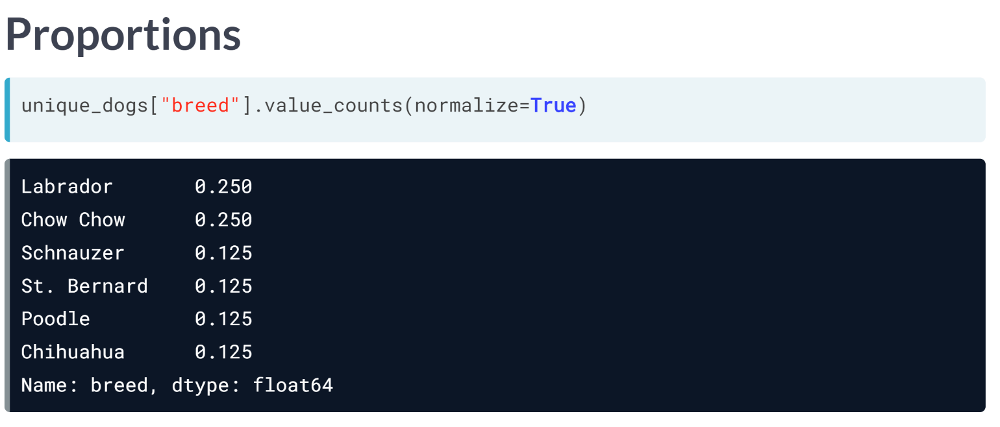 Proportions
unique_dogs["breed"].value_counts(normalize=True)
Labrador       0.250
Chow Chow      0.250
Schnauzer      0.125
St. Bernard    0.125
Poodle         0.125
Chihuahua      0.125
Name: breed, dtype: float64